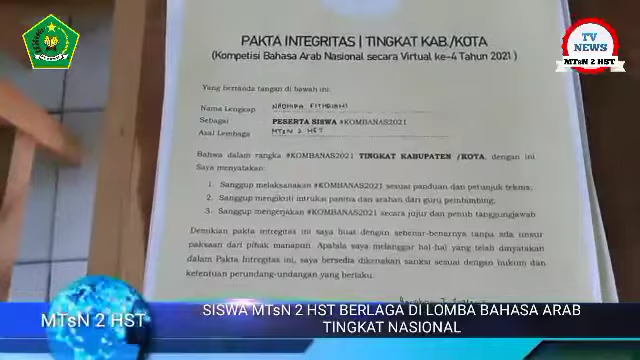 TV
NEWS
MTsN 2 HST
PAKTA INTEGRITAS | TINGKAT KAB./KOTA
(Kompetisi Bahasa Arab Nasional secara Virtual ke-4 Tahun 2021)
Yang bertanda tangan di bawah ini:
Nama Lengkap
Sebagai PESERTA SISWA #KOMBANAS2021
Asal Lembaga MTsN 2 HST
Bahwa dalam rangka #KOMBANAS2021 TINGKAT KABUPATEN /KOTA, dengan ini
Saya menyatakan:
1. Sanggup melaksanakan #KOMBANAS2021 sesuai panduan dan petunjuk teknis,
2. Sanggup mengikuti intruksi panitia dan arahan dari guru pembimbing,
3. Sanggup mengerjakan #KOMBANAS2021 secara jujur dan penuh tanggungjawab
Demikian pakta intregitas ini saya buat dengan sebenar-benarnya tanpa ada unsur
paksaan dari pihak manapun. Apabila saya melanggar hal-hal yang telah dinyatakan
dalam Pakta Intregitas ini, saya bersedia dikenakan sanksi sesuai dengan hukum dan
ketentuan perundang-undangan yang berlaku.
MTsN 2 HST
SISWA MTsN 2 HST BERLAGA DI LOMBA BAHASA ARAB
TINGKAT NASIONAL